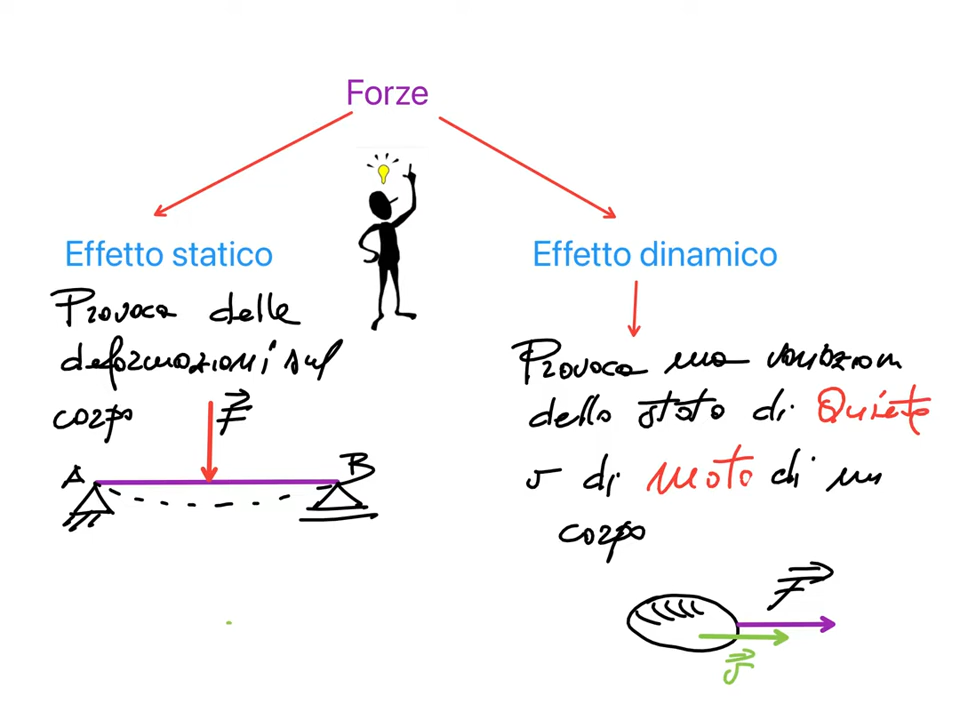 Forze
Effetto statico
Provoca delle
deformazioni sul
corpo
F
A
B
Effetto dinamico
Provoca una variazion
dello stato di Quiete
o di moto di un
corpo
F
v